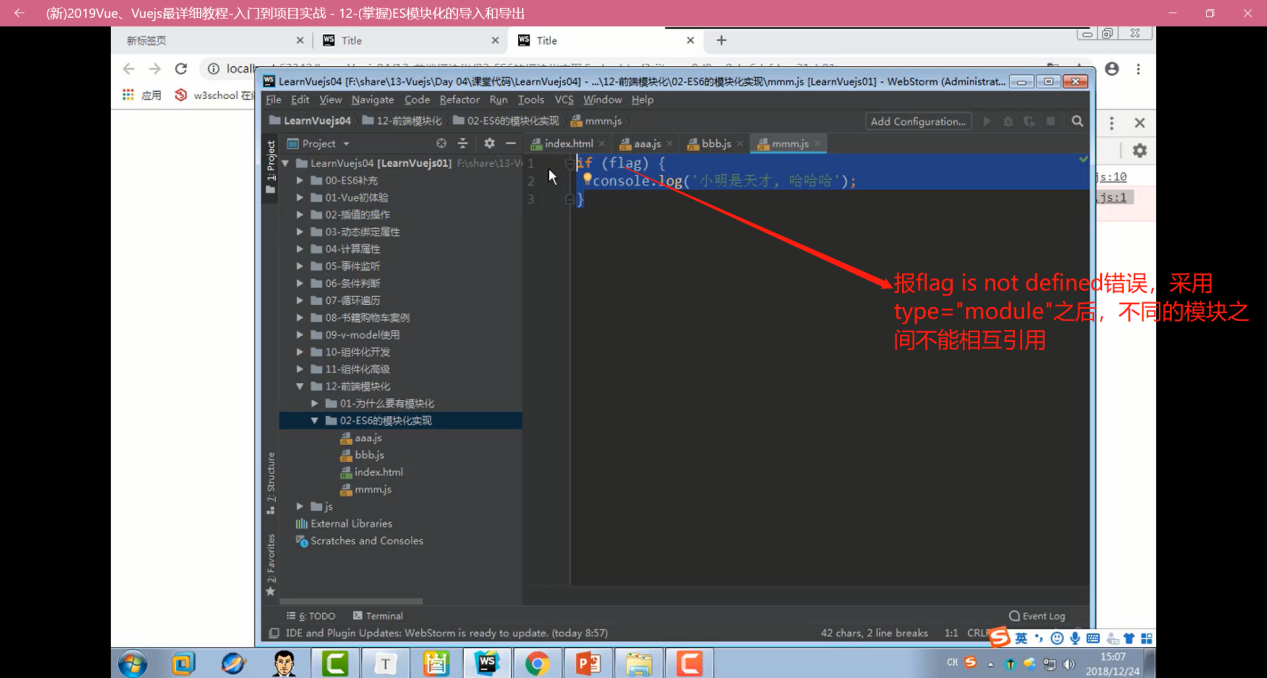 (新)2019Vue、Vuejs最详细教程-入门到项目实战 - 12-(掌握)ES模块化的导入和导出
新标签页
Title
Title
应用
w3school 在
LearnVuejs04 [F:\share\13-Vuejs\Day 04\课堂代码\LearnVuejs04] - ...\12-前端模块化\02-ES6的模块化实现\mmm.js [LearnVuejs01] - WebStorm (Administrat...
File Edit View Navigate Code Refactor Run Tools VCS Window Help
LearnVuejs04 12-前端模块化 02-ES6的模块化实现 mmm.js
Add Configuration...
1: Project
Project
index.html aaa.js bbb.js mmm.js
LearnVuejs04 [LearnVuejs01] F:\share\13-V
00-ES6补充
01-Vue初体验
02-插值的操作
03-动态绑定属性
04-计算属性
05-事件监听
06-条件判断
07-循环遍历
08-书籍购物车案例
09-v-model使用
10-组件化开发
11-组件化高级
12-前端模块化
01-为什么要有模块化
02-ES6的模块化实现
aaa.js
bbb.js
index.html
mmm.js
js
External Libraries
Scratches and Consoles
1 if (flag) {
2 console.log('小明是天才, 哈哈哈');
3 }
js:10
js:1
报flag is not defined错误，采用
type="module"之后，不同的模块之
间不能相互引用
7: Structure
2: Favorites
6: TODO
Terminal
Event Log
IDE and Plugin Updates: WebStorm is ready to update. (today 8:57)
42 chars, 2 line breaks 1:1 CRL
英
CH
15:07
2018/12/24